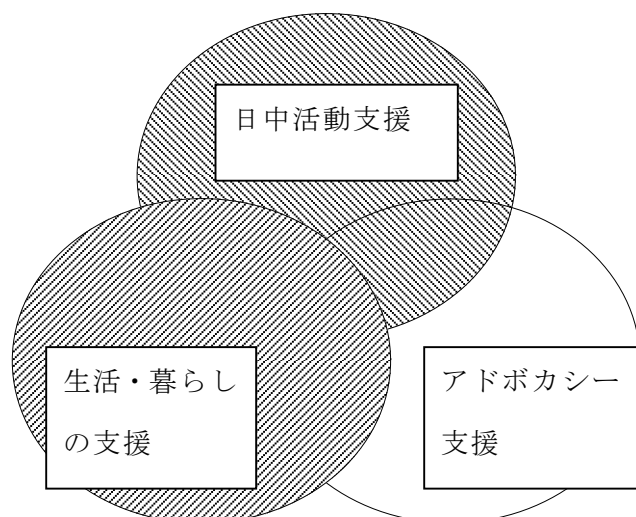 日中活動支援
生活・暮らし
の支援
アドボカシー
支援